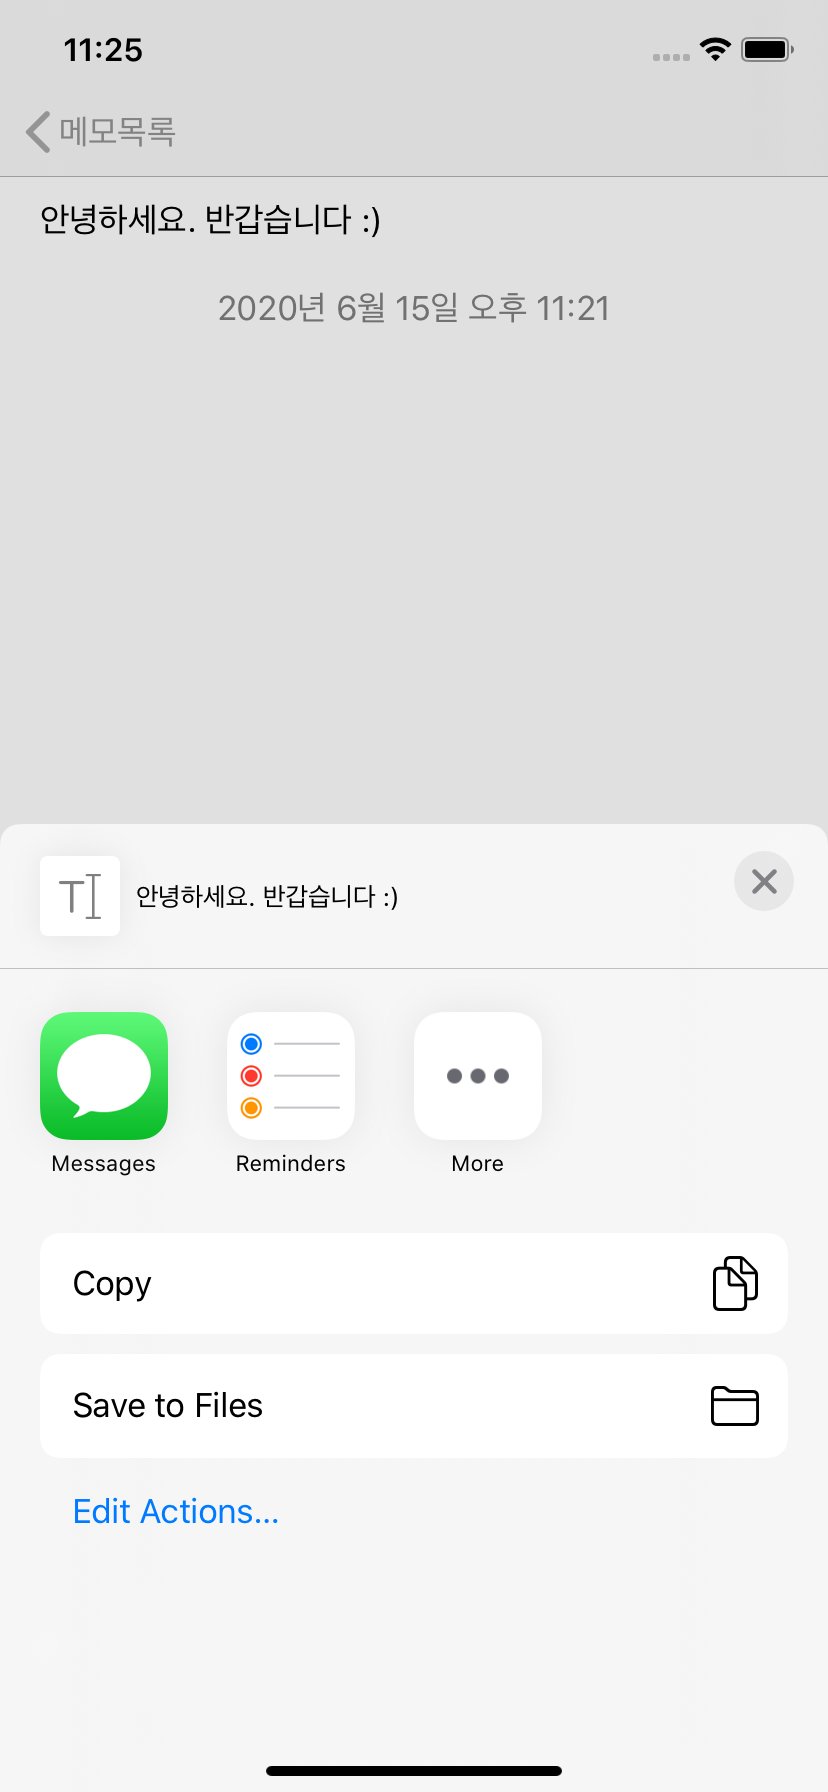 11:25
메모목록
안녕하세요. 반갑습니다 :)
2020년 6월 15일 오후 11:21
안녕하세요. 반갑습니다 :)
Messages
Reminders
More
Copy
Save to Files
Edit Actions...